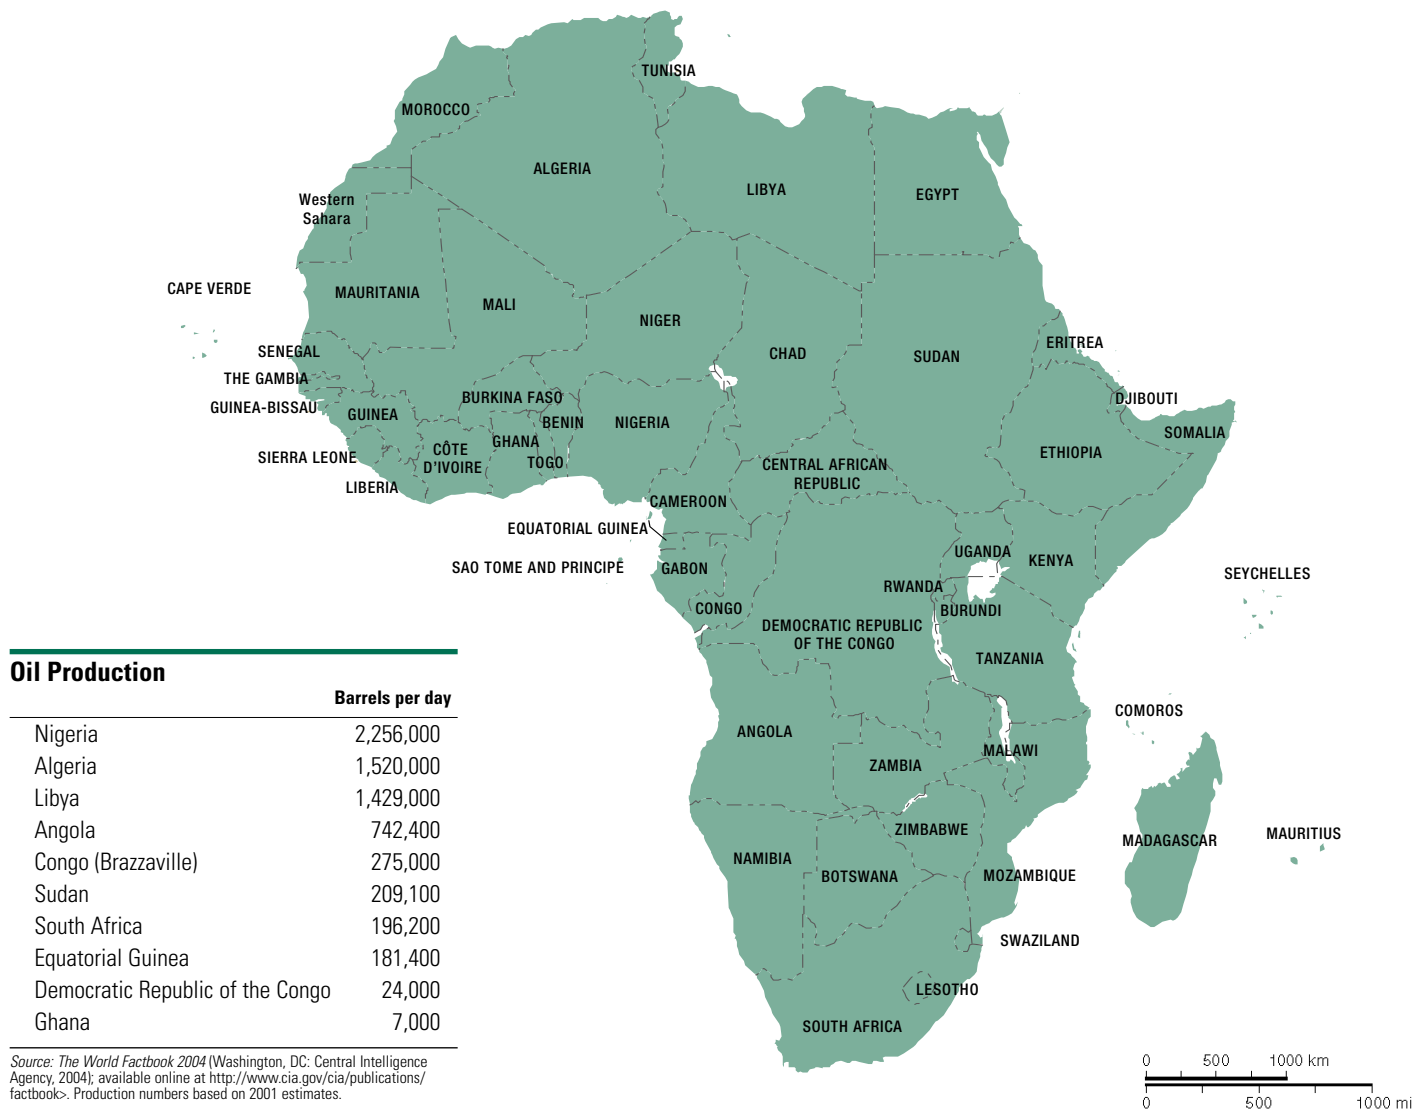 TUNISIA
MOROCCO
ALGERIA
LIBYA
EGYPT
Western
Sahara
CAPE VERDE
MAURITANIA
MALI
NIGER
CHAD
SUDAN
ERITREA
SENEGAL
THE GAMBIA
GUINEA-BISSAU
GUINEA
BURKINA FASO
BENIN
NIGERIA
DJIBOUTI
SOMALIA
ETHIOPIA
GHANA
CÔTE
D'IVOIRE
TOGO
SIERRA LEONE
LIBERIA
CENTRAL AFRICAN
REPUBLIC
CAMEROON
EQUATORIAL GUINEA
SAO TOME AND PRINCIPE
GABON
UGANDA
KENYA
SEYCHELLES
RWANDA
BURUNDI
CONGO
DEMOCRATIC REPUBLIC
OF THE CONGO
TANZANIA
COMOROS
ANGOLA
MALAWI
ZAMBIA
ZIMBABWE
MADAGASCAR
MAURITIUS
NAMIBIA
BOTSWANA
MOZAMBIQUE
SWAZILAND
LESOTHO
SOUTH AFRICA
Oil Production
Barrels per day
Nigeria 2,256,000
Algeria 1,520,000
Libya 1,429,000
Angola 742,400
Congo (Brazzaville) 275,000
Sudan 209,100
South Africa 196,200
Equatorial Guinea 181,400
Democratic Republic of the Congo 24,000
Ghana 7,000
Source: The World Factbook 2004 (Washington, DC: Central Intelligence
Agency, 2004); available online at http://www.cia.gov/cia/publications/
factbook>. Production numbers based on 2001 estimates.
0 500 1000 km
0 500 1000 mi